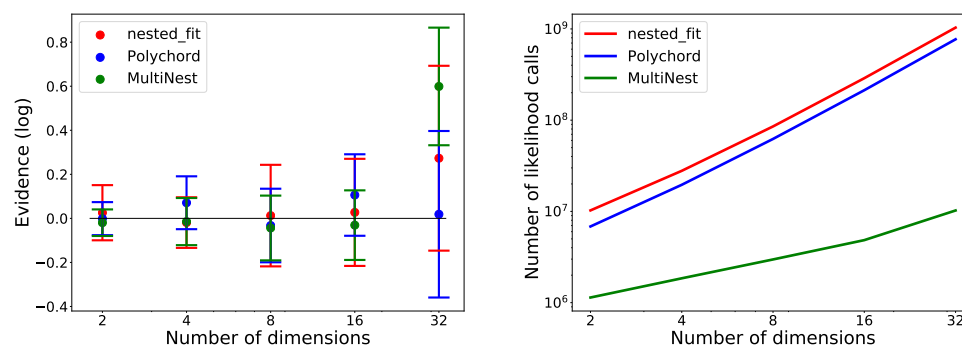 nested_fit
Polychord
MultiNest
Evidence (log)
0.8
0.6
0.4
0.2
0.0
−0.2
−0.4
2
4
8
16
32
Number of dimensions
nested_fit
Polychord
MultiNest
Number of likelihood calls
10⁹
10⁸
10⁷
10⁶
2
4
8
16
32
Number of dimensions